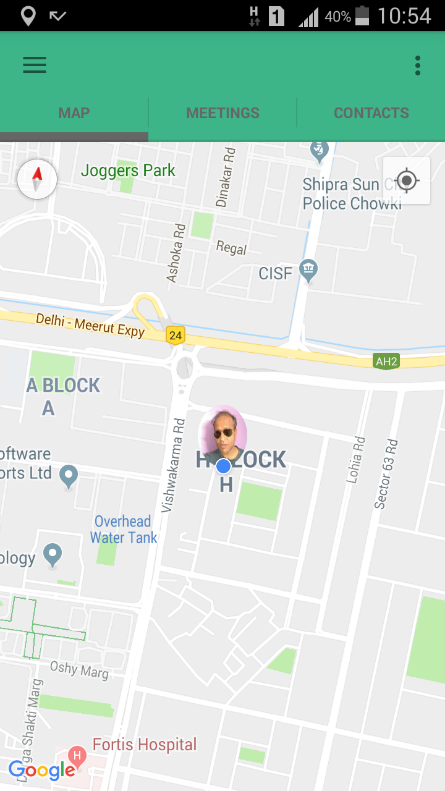 H 1 40% 10:54
MAP MEETINGS CONTACTS
Joggers Park
Dinakar Rd
Shipra Sun
Police Chowki
Ashoka Rd
Regal
CISF
Delhi - Meerut Expy
24
AH2
A BLOCK
A
H LOCK
H
Vishwakarma Rd
Lohia Rd
Sector 63 Rd
oftware
orts Ltd
Overhead
Water Tank
ology
Oshy Marg
Shakti Marg
Fortis Hospital
H
Google